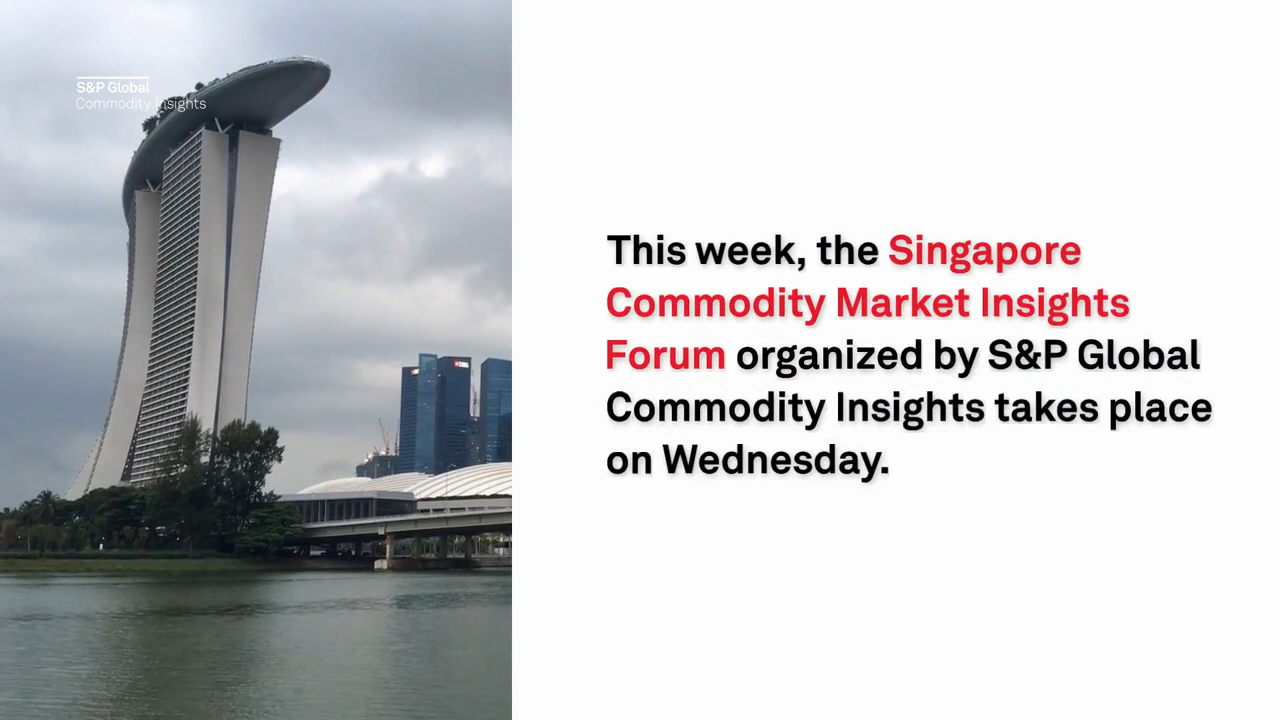 S&P Global
Commodity Insights
This week, the Singapore
Commodity Market Insights
Forum organized by S&P Global
Commodity Insights takes place
on Wednesday.